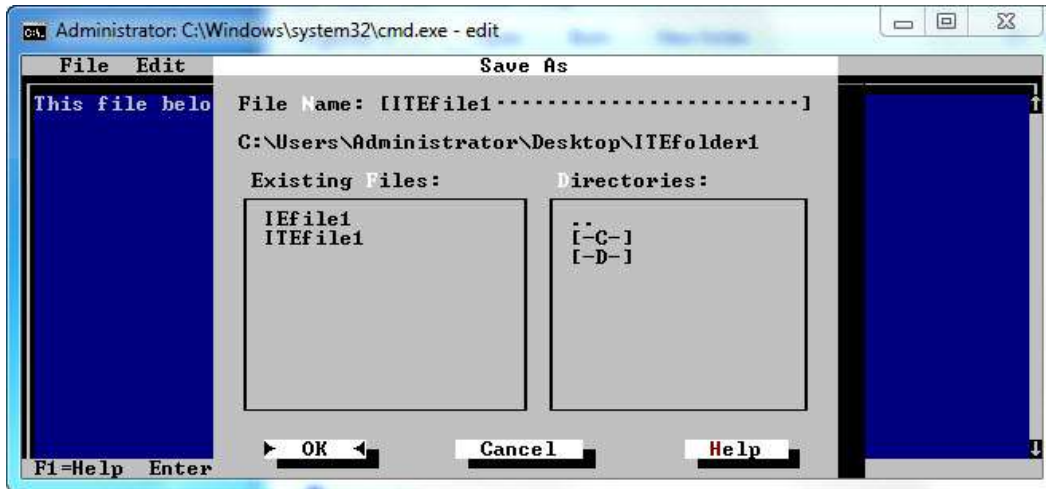 Administrator: C:\Windows\system32\cmd.exe - edit
File Edit Save As
This file belo
File Name: [ITEfile1·························]
C:\Users\Administrator\Desktop\ITEfolder1
Existing Files: Directories:
IEfile1 ..
ITEfile1 [-C-]
[-D-]
OK Cancel Help
F1=Help Enter